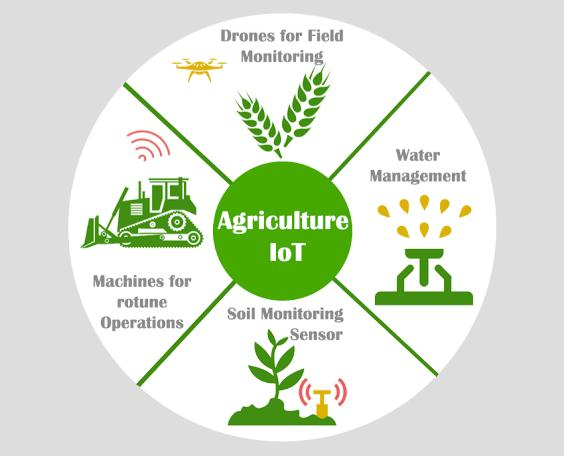 Drones for Field
Monitoring
Water
Management
Agriculture
IoT
Machines for
rotune
Operations
Soil Monitoring
Sensor